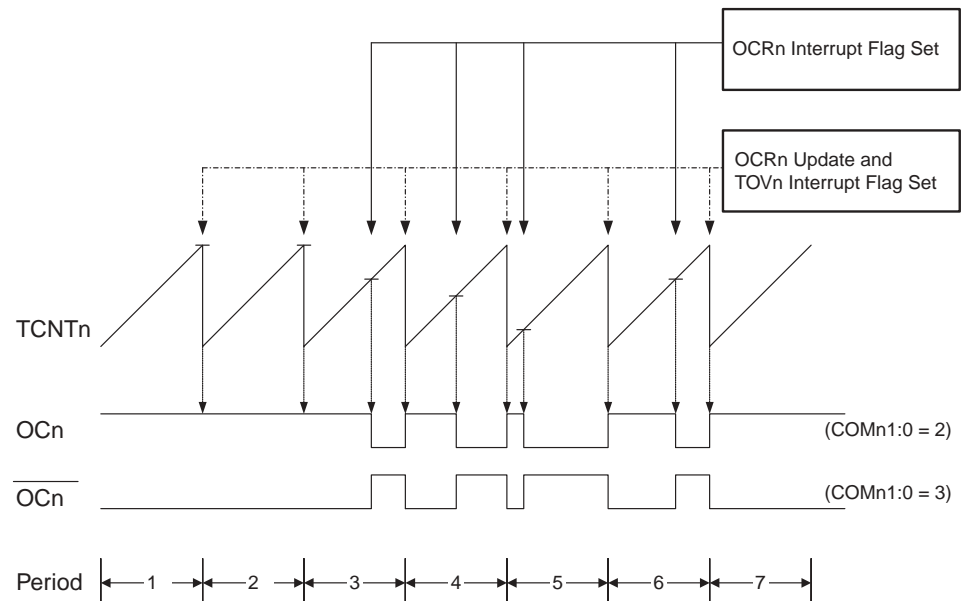 OCRn Interrupt Flag Set
OCRn Update and
TOVn Interrupt Flag Set
TCNTn
OCn
(COMn1:0 = 2)
OCn
(COMn1:0 = 3)
Period
1
2
3
4
5
6
7